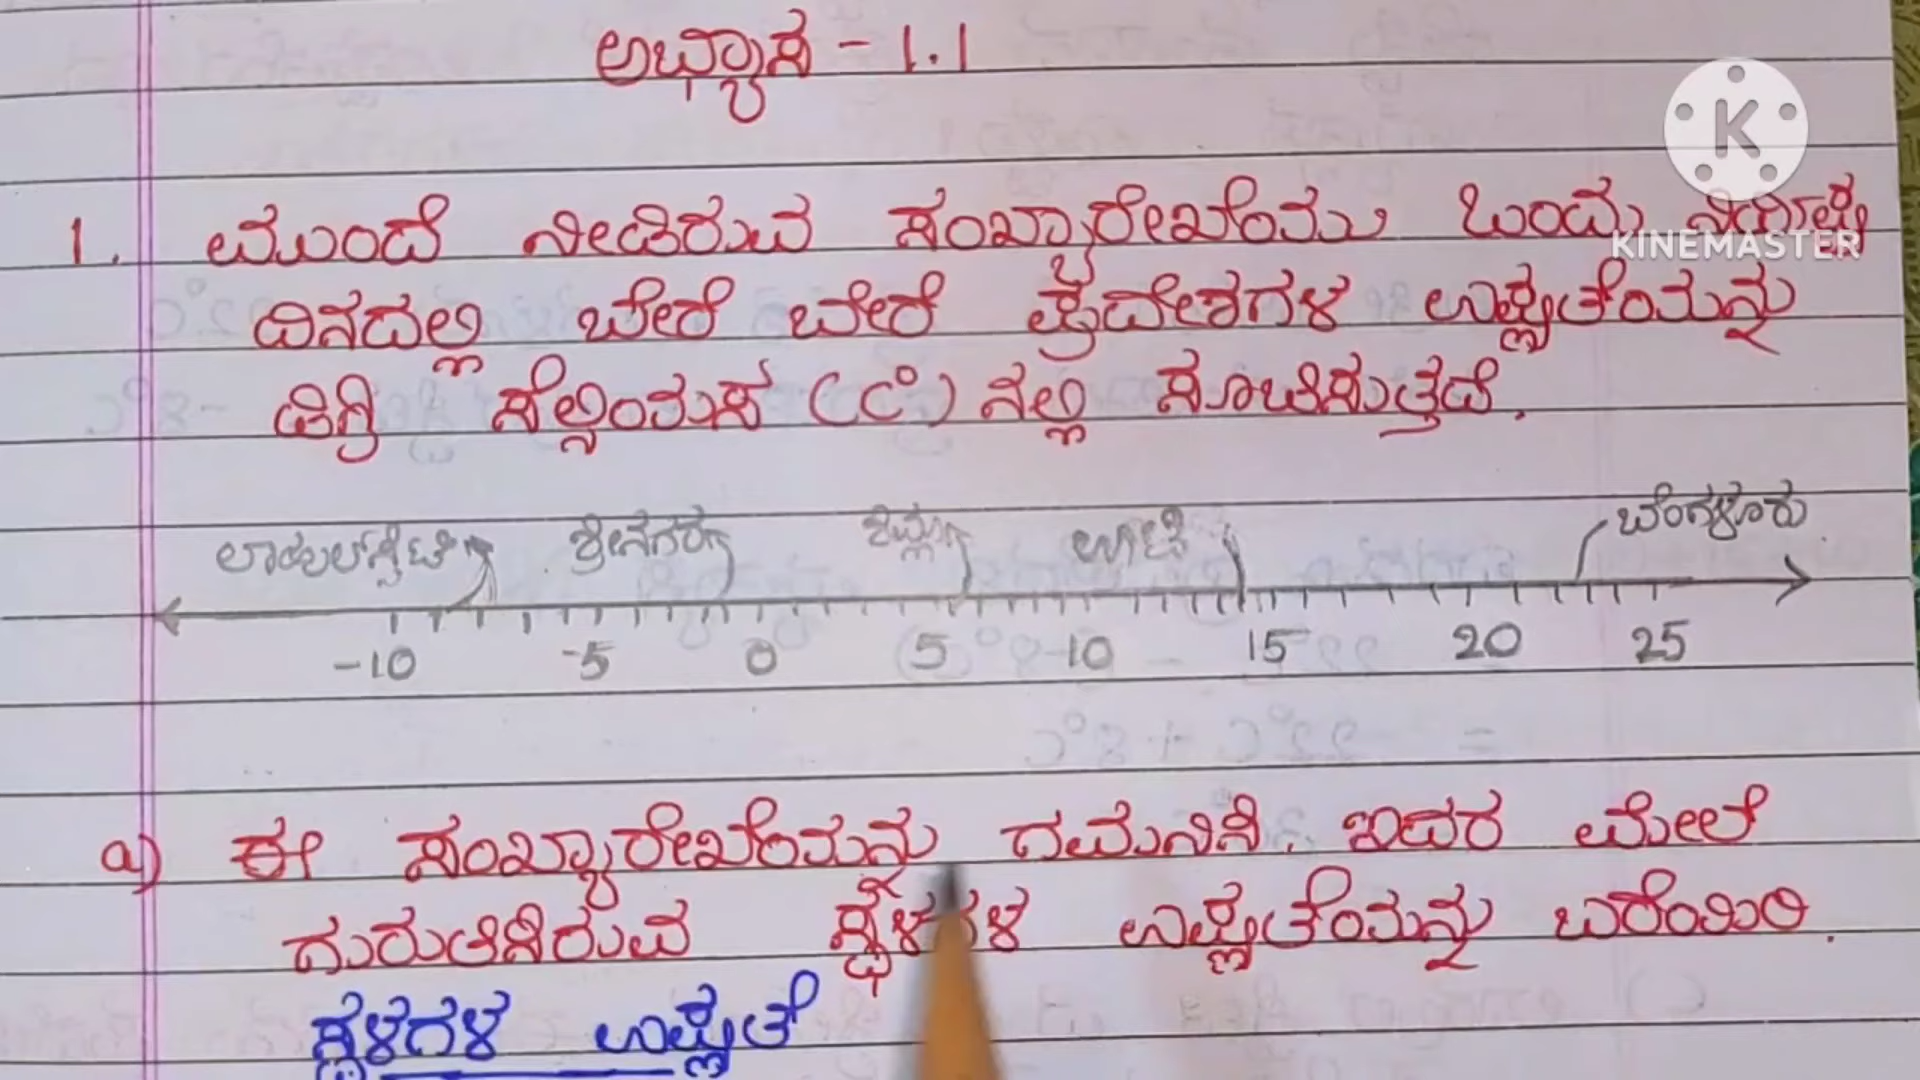 ಅಭ್ಯಾಸ - 1.1
K
KINEMASTER
1. ಮುಂದೆ ನೀಡಿರುವ ಸಂಖ್ಯಾರೇಖೆಯು ಒಂದು ನಿರ್ದಿಷ್ಟ
ದಿನದಲ್ಲಿ ಬೇರೆ ಬೇರೆ ಪ್ರದೇಶಗಳ ಉಷ್ಣತೆಯನ್ನು
ಡಿಗ್ರಿ ಸೆಲ್ಸಿಯಸ (C°) ನಲ್ಲಿ ಸೂಚಿಸುತ್ತದೆ.
ಲಾಹುಲ್‌ಸ್ಪಿಟಿ ಶ್ರೀನಗರ ಶಿಮ್ಲಾ ಊಟಿ ಬೆಂಗಳೂರು
-10 -5 0 5 10 15 20 25
a) ಈ ಸಂಖ್ಯಾರೇಖೆಯನ್ನು ಗಮನಿಸಿ. ಇದರ ಮೇಲೆ
ಗುರುತಿಸಿರುವ ಸ್ಥಳಗಳ ಉಷ್ಣತೆಯನ್ನು ಬರೆಯಿರಿ.
ಸ್ಥಳಗಳ ಉಷ್ಣತೆ